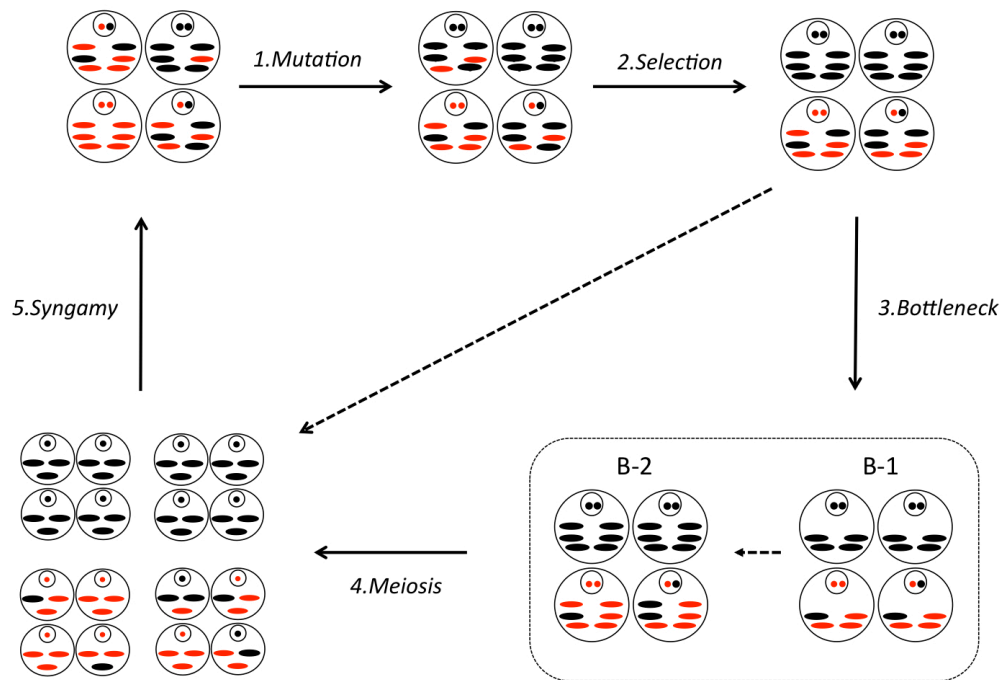 1.Mutation
2.Selection
5.Syngamy
3.Bottleneck
B-2
B-1
4.Meiosis